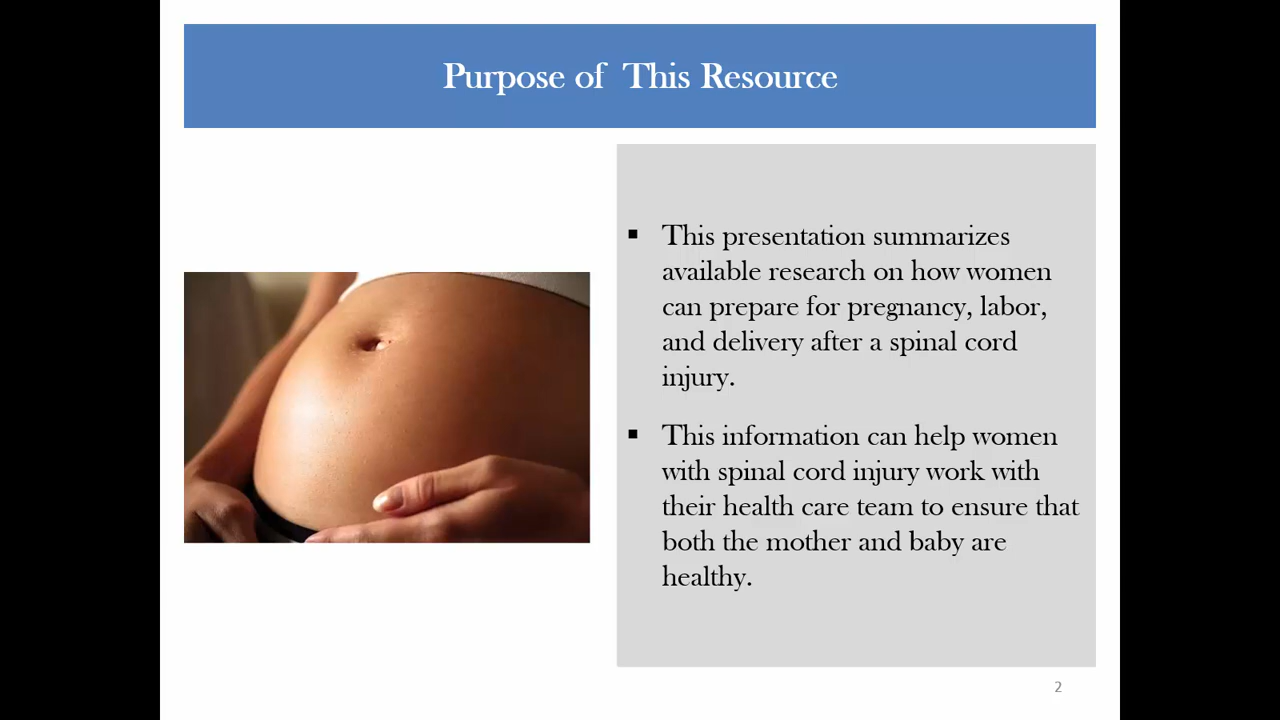 Purpose of This Resource
▪ This presentation summarizes
available research on how women
can prepare for pregnancy, labor,
and delivery after a spinal cord
injury.
▪ This information can help women
with spinal cord injury work with
their health care team to ensure that
both the mother and baby are
healthy.
2